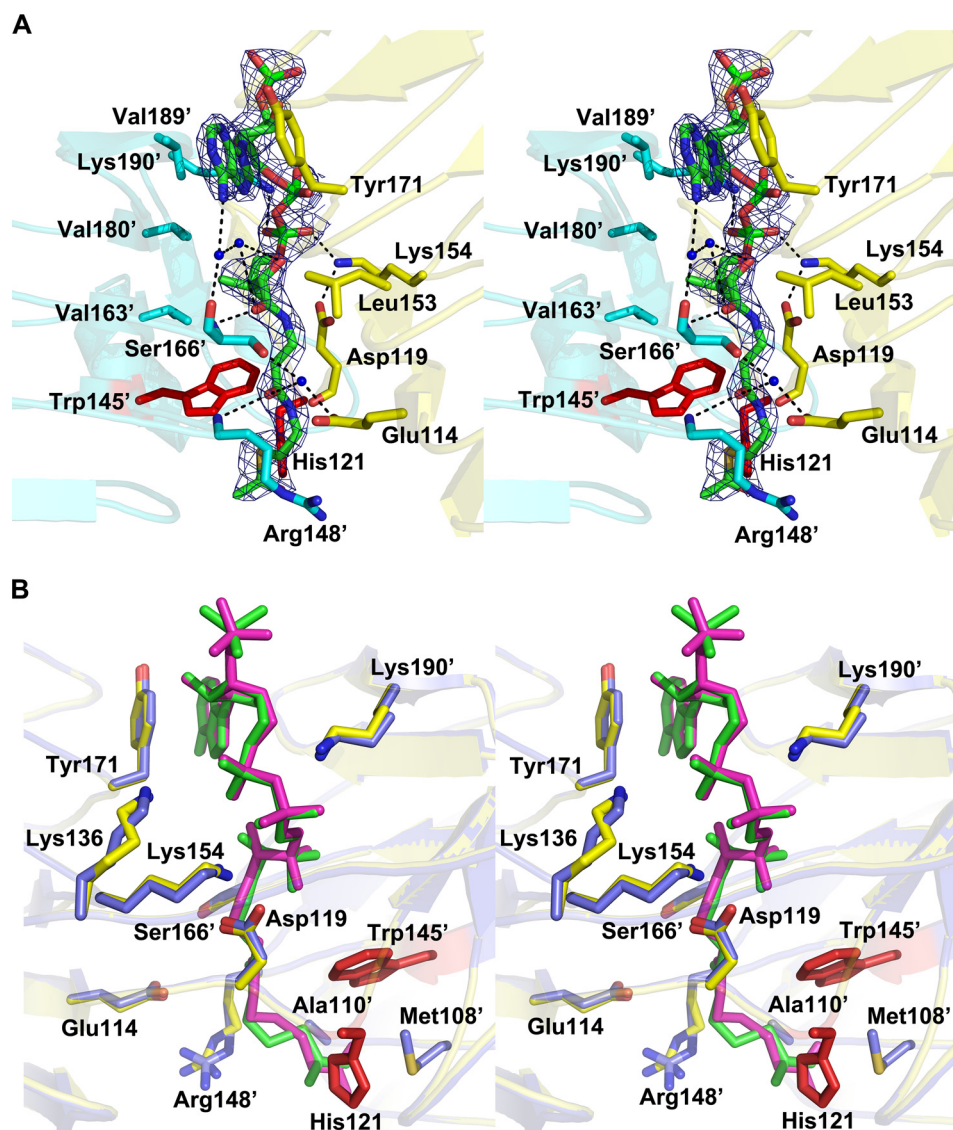 A
Val189’ Val189’
Lys190’ Lys190’
Tyr171 Tyr171
Val180’ Val180’
Lys154 Lys154
Leu153 Leu153
Val163’ Val163’
Ser166’ Ser166’
Asp119 Asp119
Trp145’ Trp145’
Glu114 Glu114
His121 His121
Arg148’ Arg148’
B
Lys190’ Lys190’
Tyr171 Tyr171
Lys136 Lys136
Lys154 Lys154
Asp119 Asp119
Ser166’ Ser166’
Trp145’ Trp145’
Ala110’ Ala110’
Glu114 Met108’ Glu114 Met108’
Arg148’ Arg148’
His121 His121